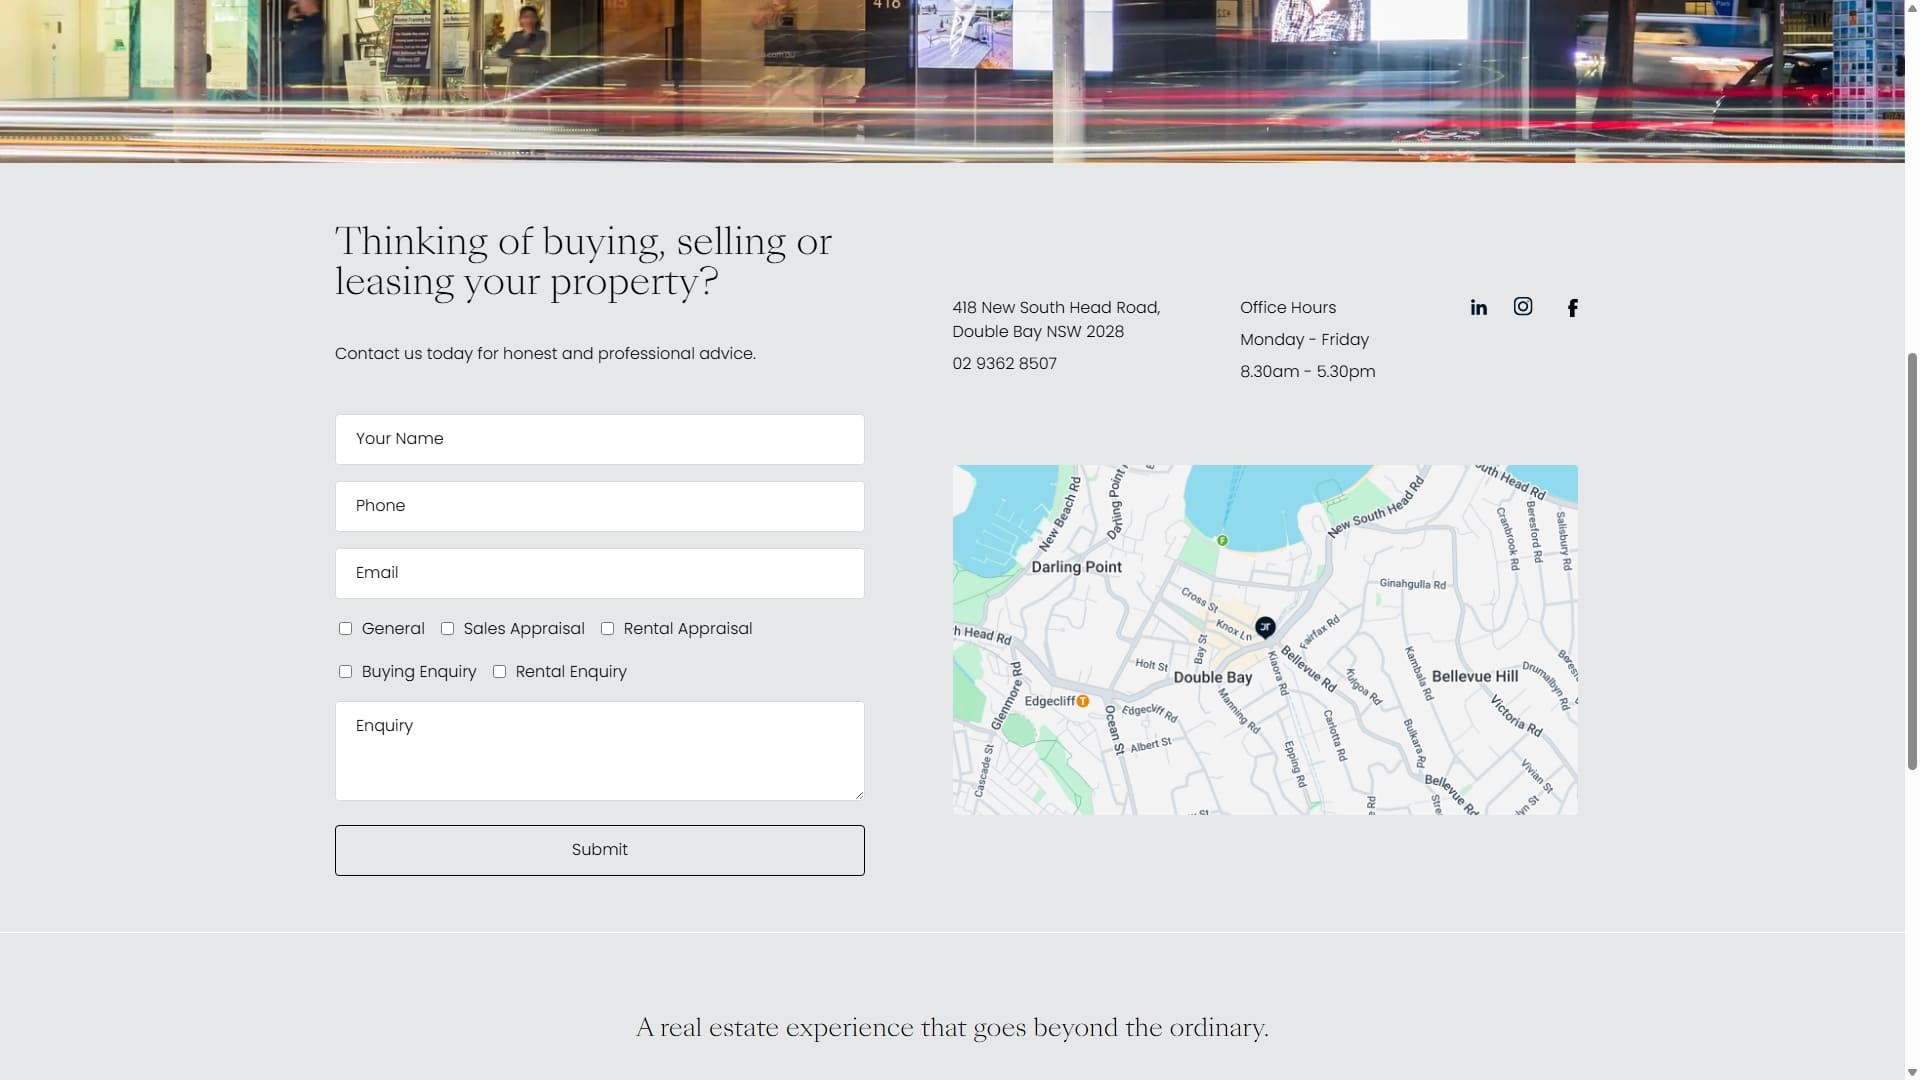 418
Park
Thinking of buying, selling or
leasing your property?
Contact us today for honest and professional advice.
Your Name
Phone
Email
General
Sales Appraisal
Rental Appraisal
Buying Enquiry
Rental Enquiry
Enquiry
Submit
418 New South Head Road,
Double Bay NSW 2028
02 9362 8507
Office Hours
Monday - Friday
8.30am - 5.30pm
in
f
New Beach Rd
Darling Point
New South Head Rd
outh Head Rd
Cranbrook Rd
Beresford Rd
Salisbury Rd
F
Darling Point
Ginahgulla Rd
Cross St
Knox Ln
Fairfax Rd
h Head Rd
Bay St
Holt St
Kiaora Rd
Bellevue Rd
Kulgoa Rd
Kambala Rd
Bellevue Hill
Drumalbyn Rd
Double Bay
Glenmore Rd
Edgecliff
T
Edgecliff Rd
Manning Rd
Ocean St
Albert St
Carlotta Rd
Bulkara Rd
Victoria Rd
Cascade St
Epping Rd
Vivian St
Bellevue Rd
A real estate experience that goes beyond the ordinary.